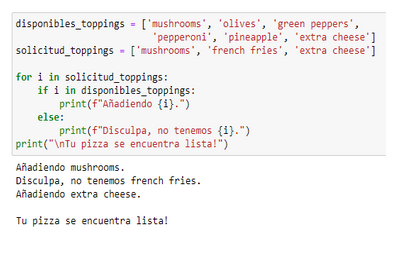 disponibles_toppings = ['mushrooms', 'olives', 'green peppers',
                        'pepperoni', 'pineapple', 'extra cheese']
solicitud_toppings = ['mushrooms', 'french fries', 'extra cheese']

for i in solicitud_toppings:
    if i in disponibles_toppings:
        print(f"Añadiendo {i}.")
    else:
        print(f"Disculpa, no tenemos {i}.")
print("\nTu pizza se encuentra lista!")
Añadiendo mushrooms.
Disculpa, no tenemos french fries.
Añadiendo extra cheese.

Tu pizza se encuentra lista!